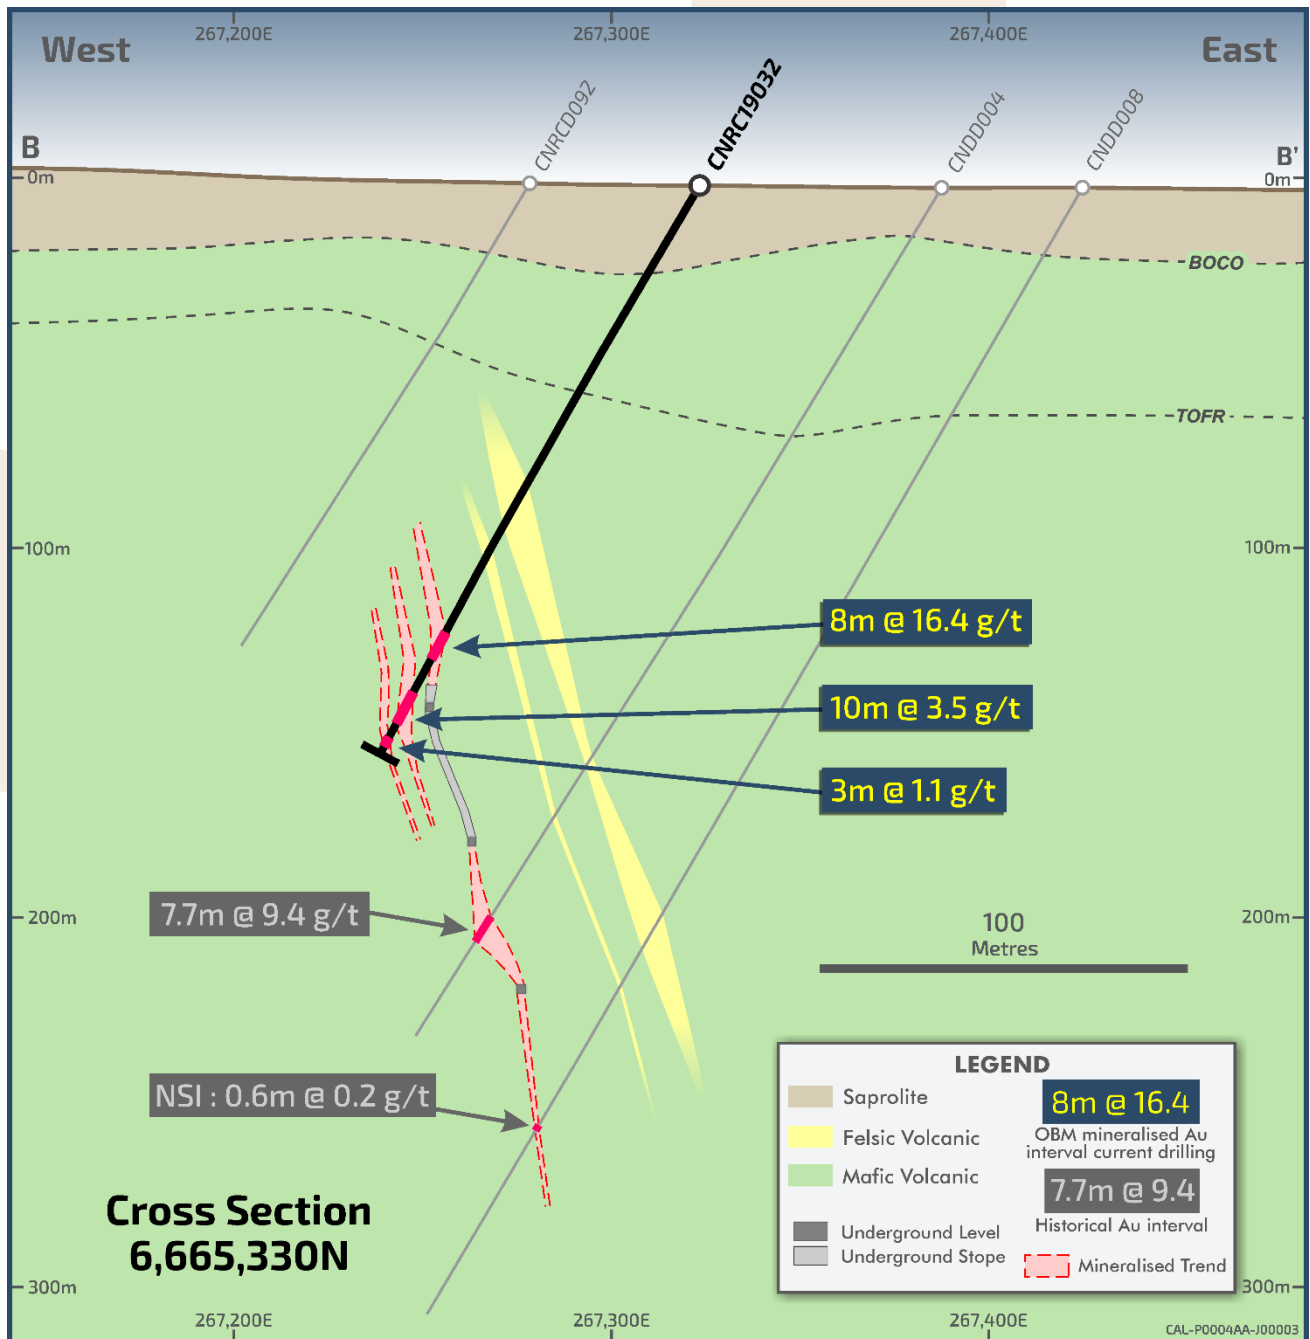 267,200E
267,300E
267,400E
West
East
CNRCD092
CNRC19032
CNDD004
CNDD008
B
B'
0m
0m
BOCO
TOFR
100m
100m
8m @ 16.4 g/t
10m @ 3.5 g/t
3m @ 1.1 g/t
7.7m @ 9.4 g/t
200m
200m
100
Metres
NSI : 0.6m @ 0.2 g/t
LEGEND
Saprolite
Felsic Volcanic
Mafic Volcanic
Underground Level
Underground Stope
8m @ 16.4
OBM mineralised Au
interval current drilling
7.7m @ 9.4
Historical Au interval
Mineralised Trend
Cross Section
6,665,330N
300m
300m
267,200E
267,300E
267,400E
CAL-P0004AA-J00003